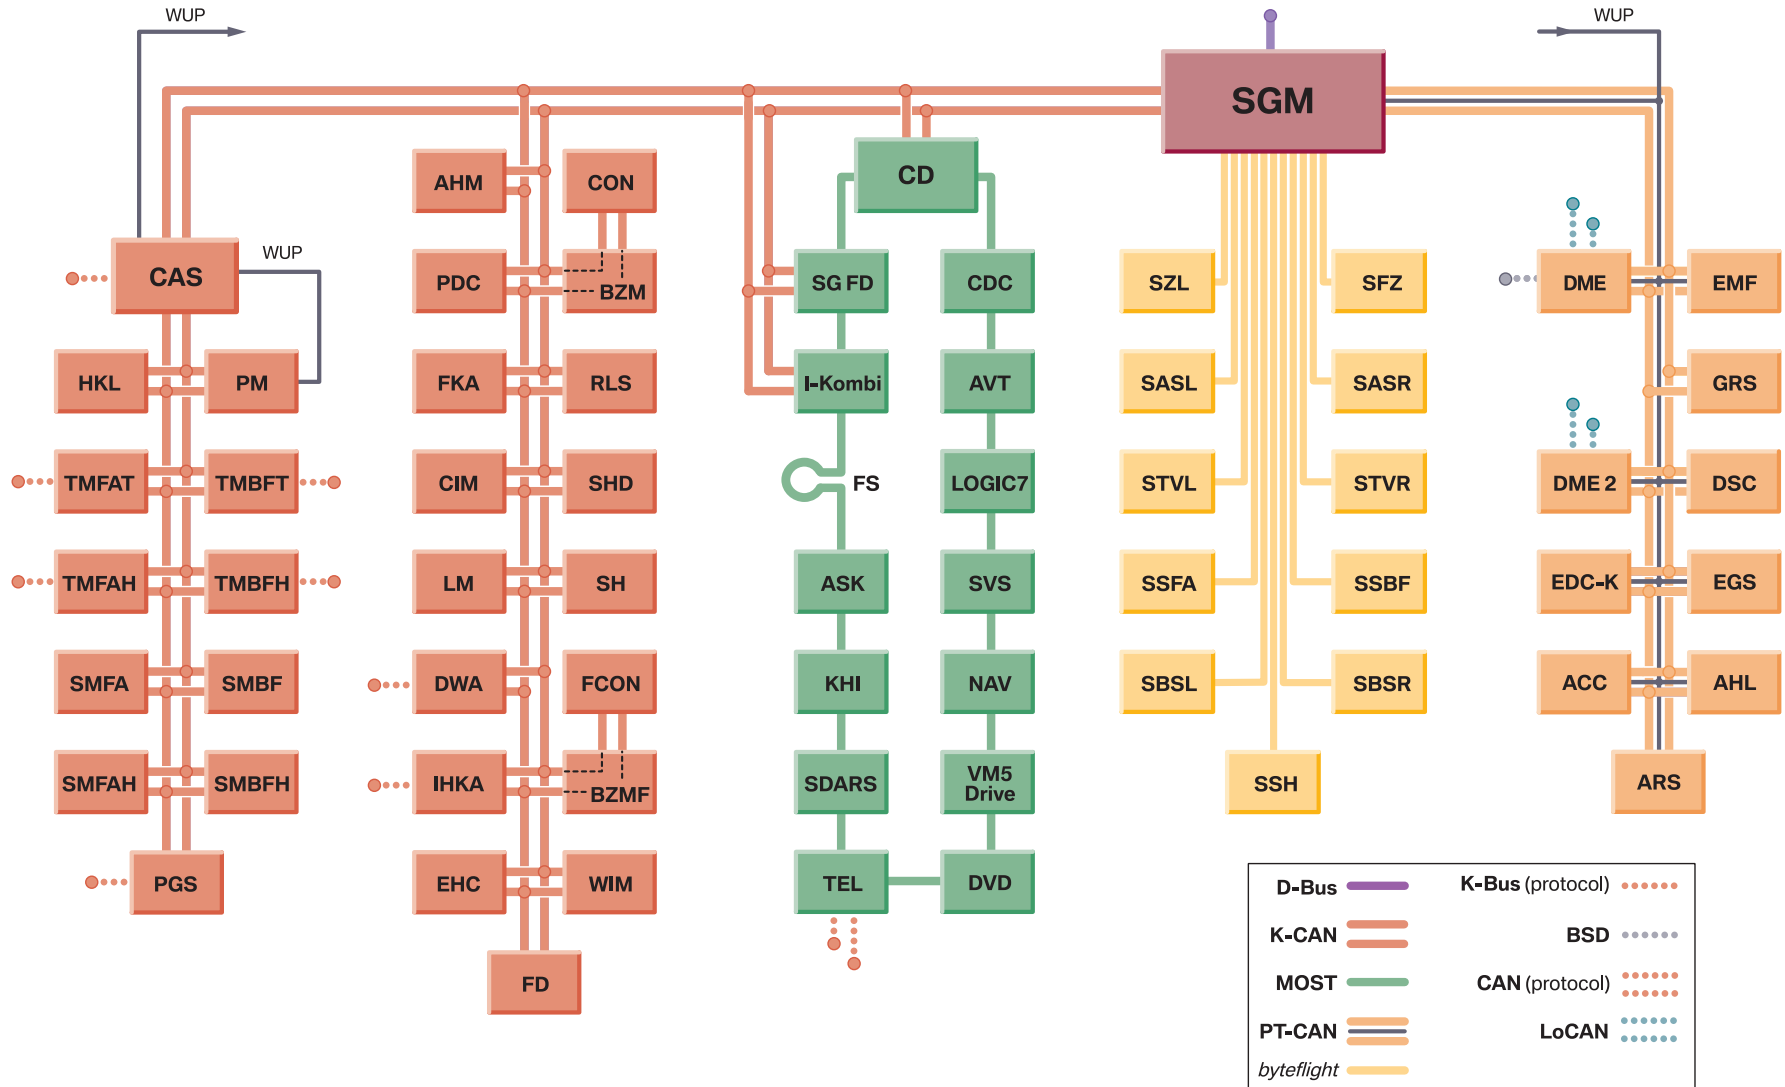 WUP
WUP
SGM
AHM
CON
CD
CAS
WUP
PDC
BZM
SG FD
CDC
SZL
SFZ
DME
EMF
HKL
PM
FKA
RLS
I-Kombi
AVT
SASL
SASR
GRS
TMFAT
TMBFT
CIM
SHD
FS
LOGIC7
STVL
STVR
DME 2
DSC
TMFAH
TMBFH
LM
SH
ASK
SVS
SSFA
SSBF
EDC-K
EGS
SMFA
SMBF
DWA
FCON
KHI
NAV
SBSL
SBSR
ACC
AHL
SMFAH
SMBFH
IHKA
BZMF
SDARS
VM5
Drive
SSH
ARS
PGS
EHC
WIM
TEL
DVD
FD
D-Bus
K-Bus (protocol)
K-CAN
BSD
MOST
CAN (protocol)
PT-CAN
LoCAN
byteflight